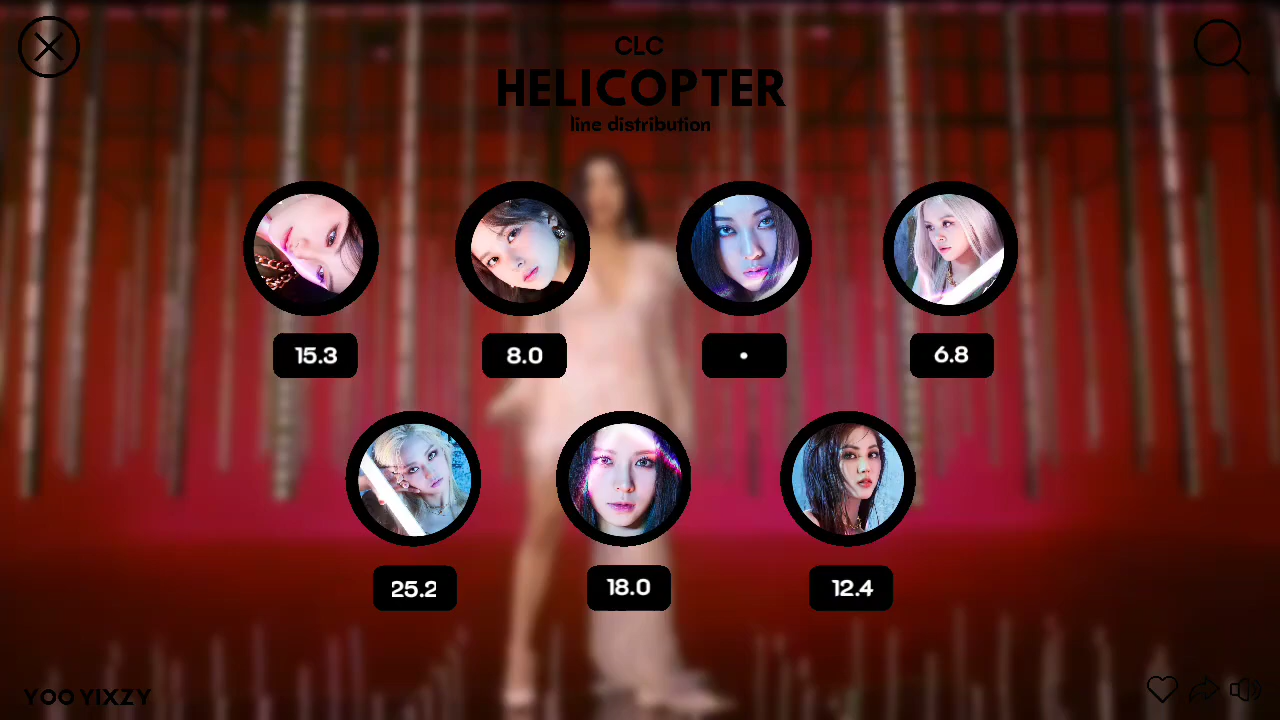 CLC
HELICOPTER
line distribution
15.3
8.0
•
6.8
25.2
18.0
12.4
YOO YIXZY